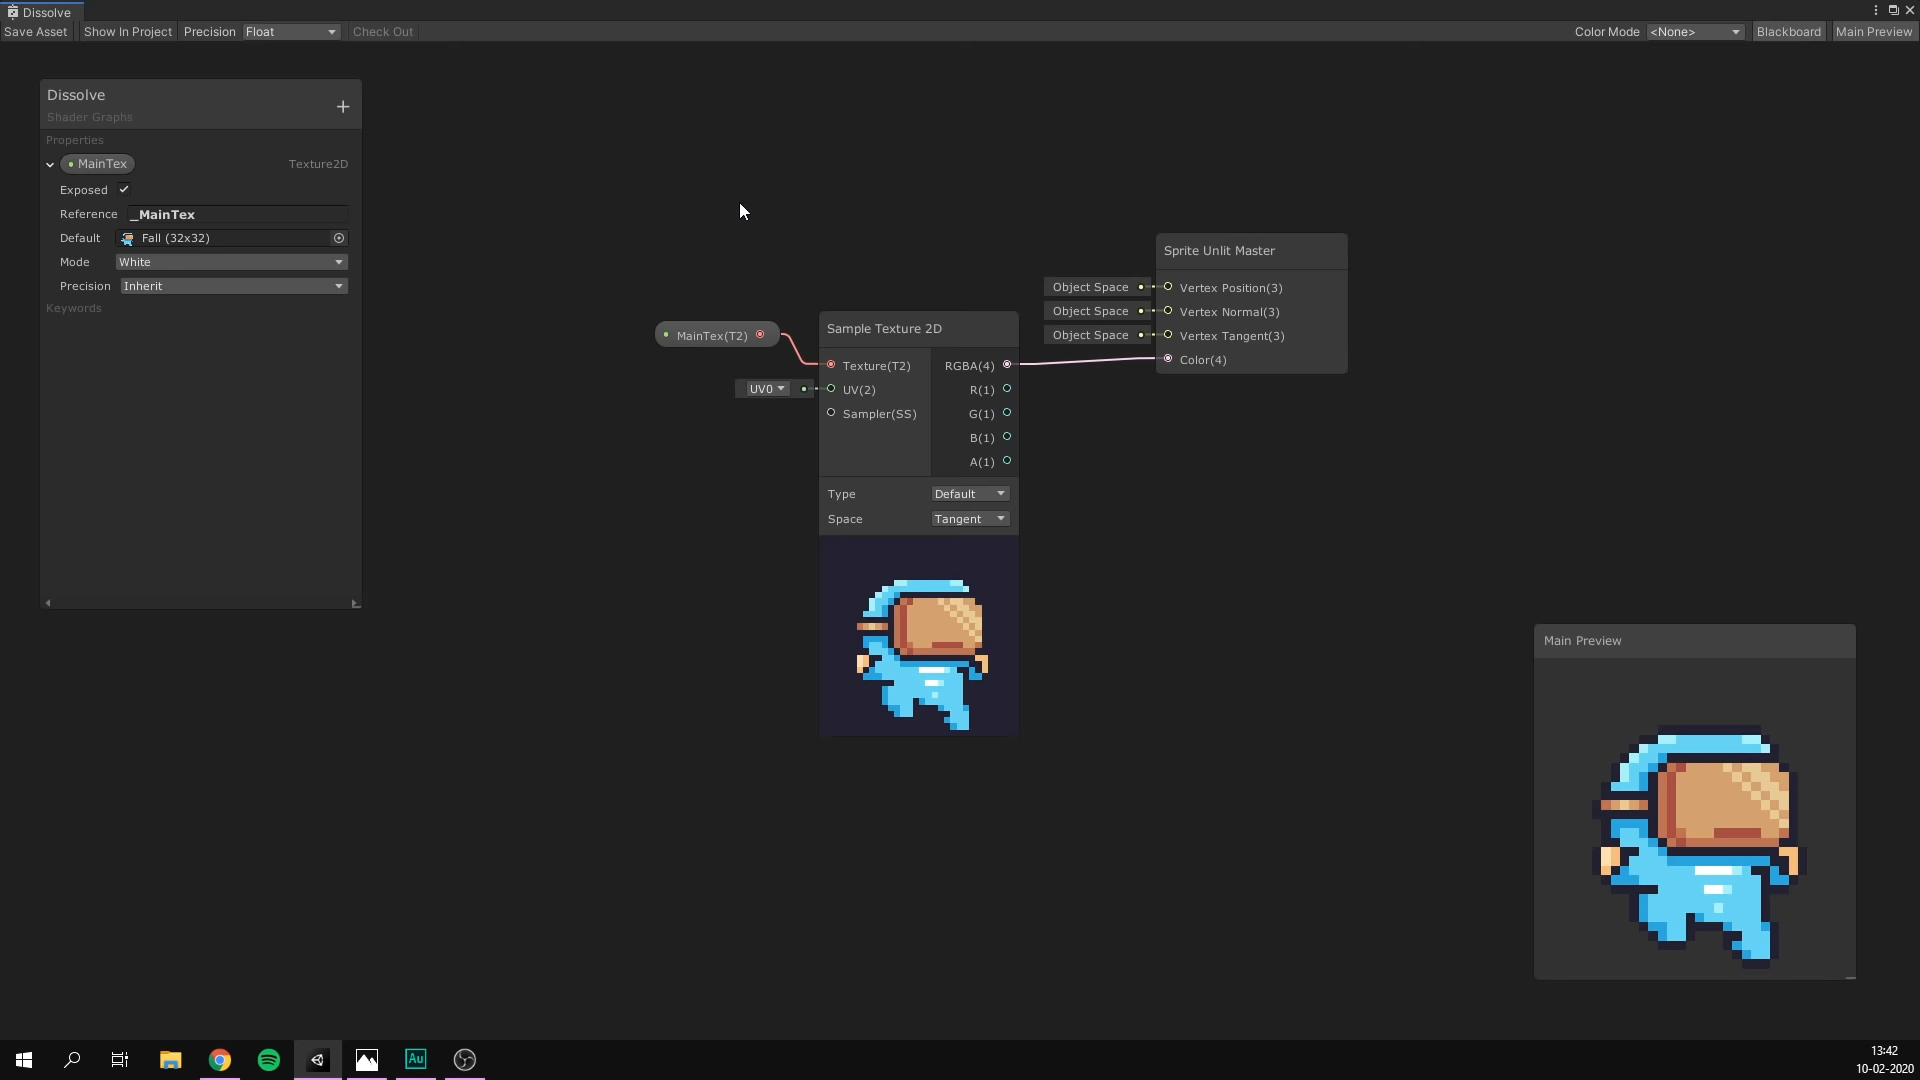 Dissolve
Save Asset Show In Project Precision Float Check Out Color Mode <None> Blackboard Main Preview
Dissolve
Shader Graphs
Properties
MainTex Texture2D
Exposed
Reference _MainTex
Default Fall (32x32)
Mode White
Precision Inherit
Keywords
MainTex(T2)
UV0
Sample Texture 2D
Texture(T2) RGBA(4)
UV(2) R(1)
Sampler(SS) G(1)
B(1)
A(1)
Type Default
Space Tangent
Sprite Unlit Master
Object Space Vertex Position(3)
Object Space Vertex Normal(3)
Object Space Vertex Tangent(3)
Color(4)
Main Preview
Au
13:42
10-02-2020